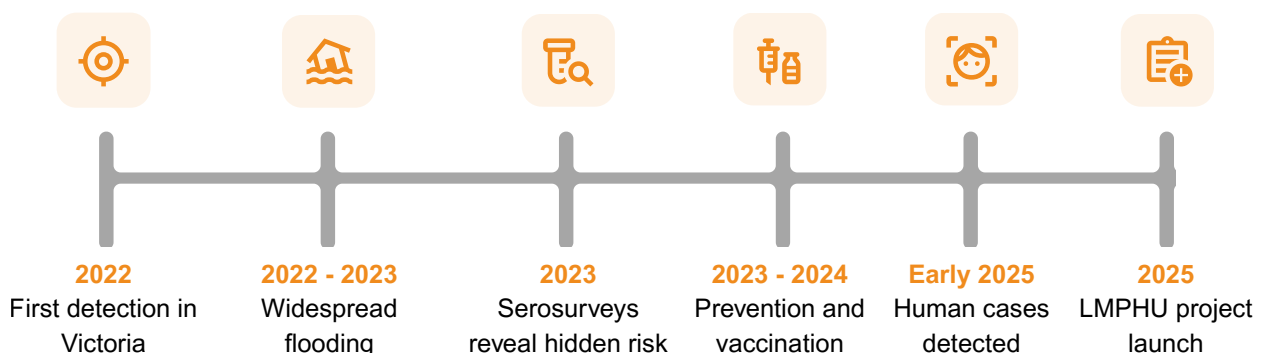 2022
First detection in
Victoria
2022 - 2023
Widespread
flooding
2023
Serosurveys
reveal hidden risk
2023 - 2024
Prevention and
vaccination
Early 2025
Human cases
detected
2025
LMPHU project
launch